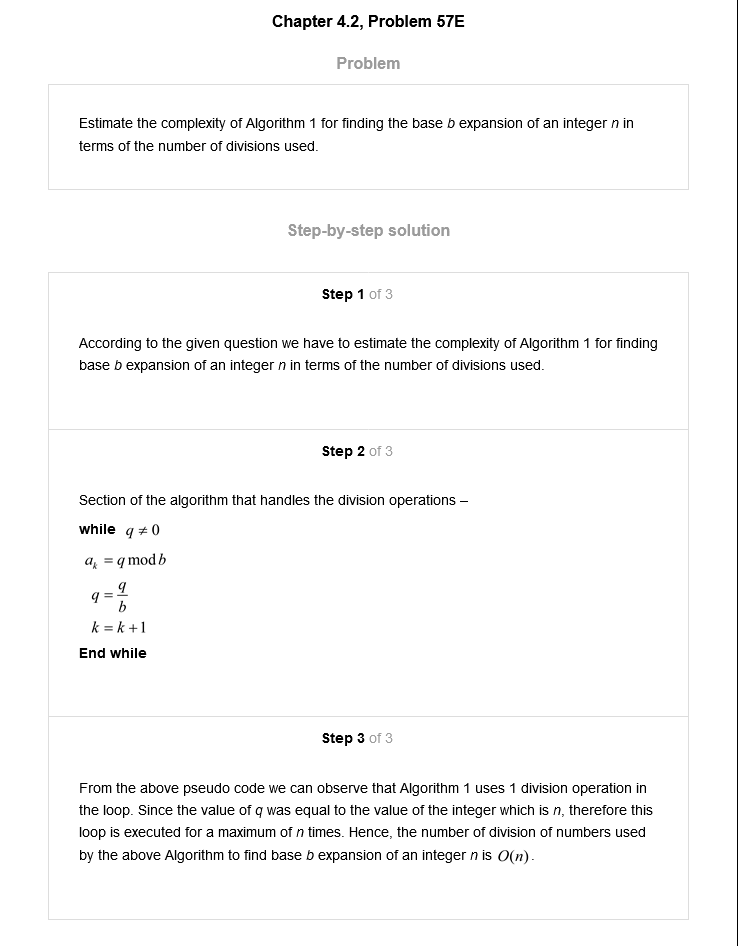 Chapter 4.2, Problem 57E
Problem
Estimate the complexity of Algorithm 1 for finding the base b expansion of an integer n in
terms of the number of divisions used.
Step-by-step solution
Step 1 of 3
According to the given question we have to estimate the complexity of Algorithm 1 for finding
base b expansion of an integer n in terms of the number of divisions used.
Step 2 of 3
Section of the algorithm that handles the division operations –
while q ≠ 0
aₖ = q mod b
q = q/b
k = k + 1
End while
Step 3 of 3
From the above pseudo code we can observe that Algorithm 1 uses 1 division operation in
the loop. Since the value of q was equal to the value of the integer which is n, therefore this
loop is executed for a maximum of n times. Hence, the number of division of numbers used
by the above Algorithm to find base b expansion of an integer n is O(n).